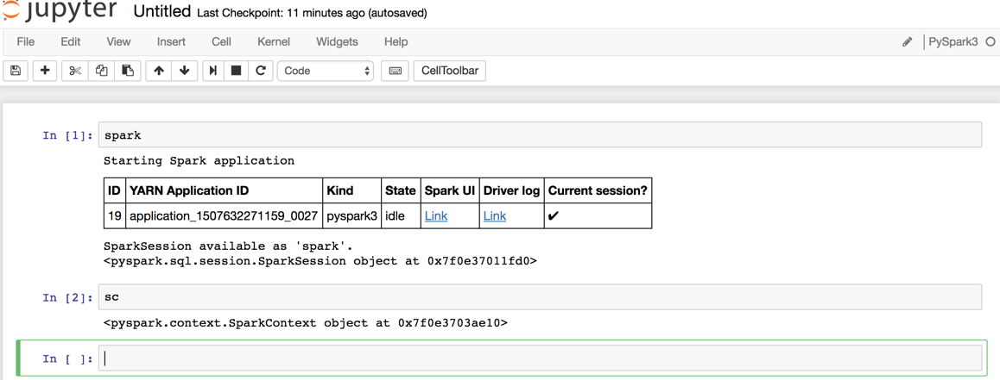 jupyter Untitled Last Checkpoint: 11 minutes ago (autosaved)
File Edit View Insert Cell Kernel Widgets Help PySpark3
Code CellToolbar
In [1]: spark
Starting Spark application
ID YARN Application ID Kind State Spark UI Driver log Current session?
19 application_1507632271159_0027 pyspark3 idle Link Link ✔
SparkSession available as 'spark'.
<pyspark.sql.session.SparkSession object at 0x7f0e37011fd0>
In [2]: sc
<pyspark.context.SparkContext object at 0x7f0e3703ae10>
In [ ]: